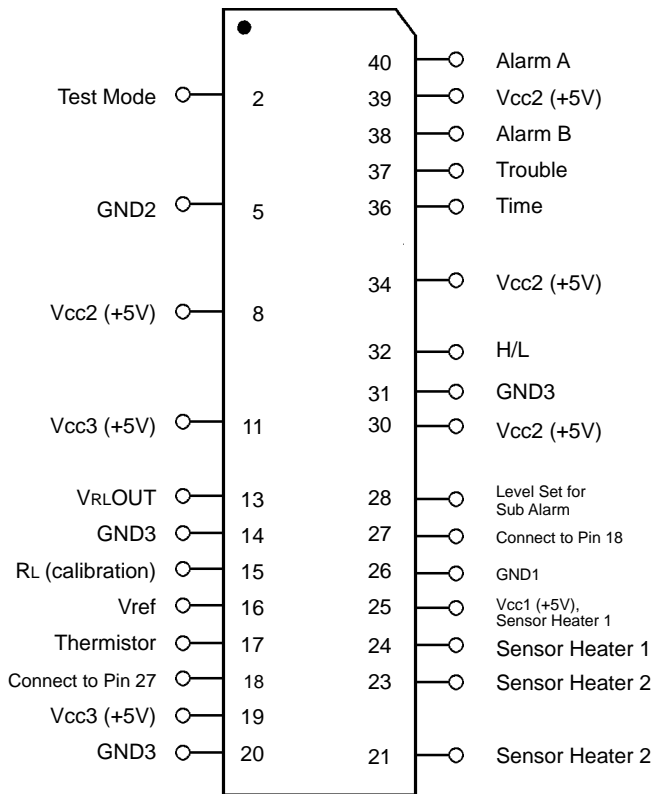 40 Alarm A
Test Mode 2
39 Vcc2 (+5V)
38 Alarm B
37 Trouble
GND2 5
36 Time
34 Vcc2 (+5V)
Vcc2 (+5V) 8
32 H/L
31 GND3
Vcc3 (+5V) 11
30 Vcc2 (+5V)
VRLOUT 13
28 Level Set for
Sub Alarm
GND3 14
27 Connect to Pin 18
RL (calibration) 15
26 GND1
Vref 16
25 Vcc1 (+5V),
Sensor Heater 1
Thermistor 17
24 Sensor Heater 1
Connect to Pin 27 18
23 Sensor Heater 2
Vcc3 (+5V) 19
GND3 20
21 Sensor Heater 2